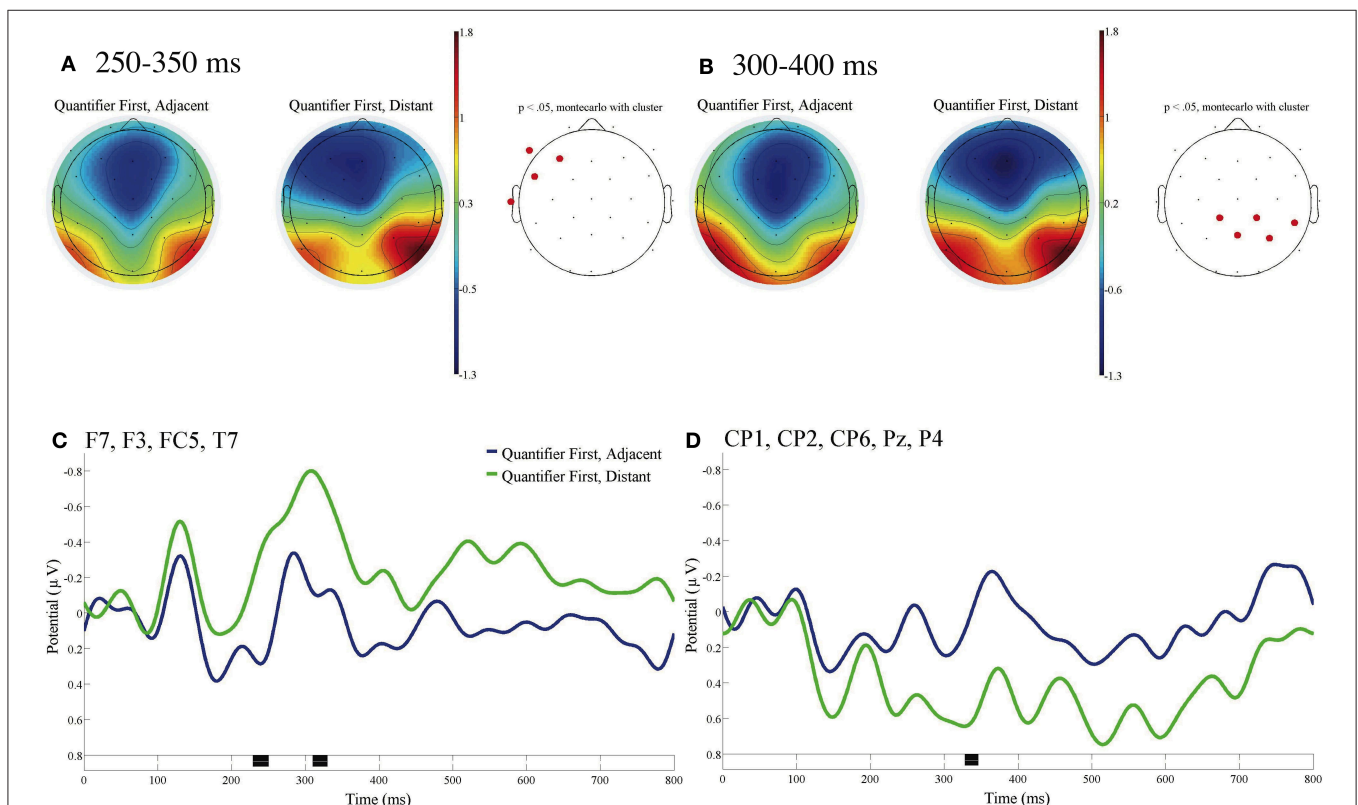 A 250-350 ms
Quantifier First, Adjacent
Quantifier First, Distant
1.8
1
0.3
-0.5
-1.3
p < .05, montecarlo with cluster
B 300-400 ms
Quantifier First, Adjacent
Quantifier First, Distant
1.8
1
0.2
-0.6
-1.3
p < .05, montecarlo with cluster
C F7, F3, FC5, T7
Quantifier First, Adjacent
Quantifier First, Distant
Potential (μ V)
-0.8
-0.6
-0.4
-0.2
0
0.2
0.4
0.6
0.8
0 100 200 300 400 500 600 700 800
Time (ms)
D CP1, CP2, CP6, Pz, P4
Potential (μ V)
-0.8
-0.6
-0.4
-0.2
0
0.2
0.4
0.6
0.8
0 100 200 300 400 500 600 700 800
Time (ms)